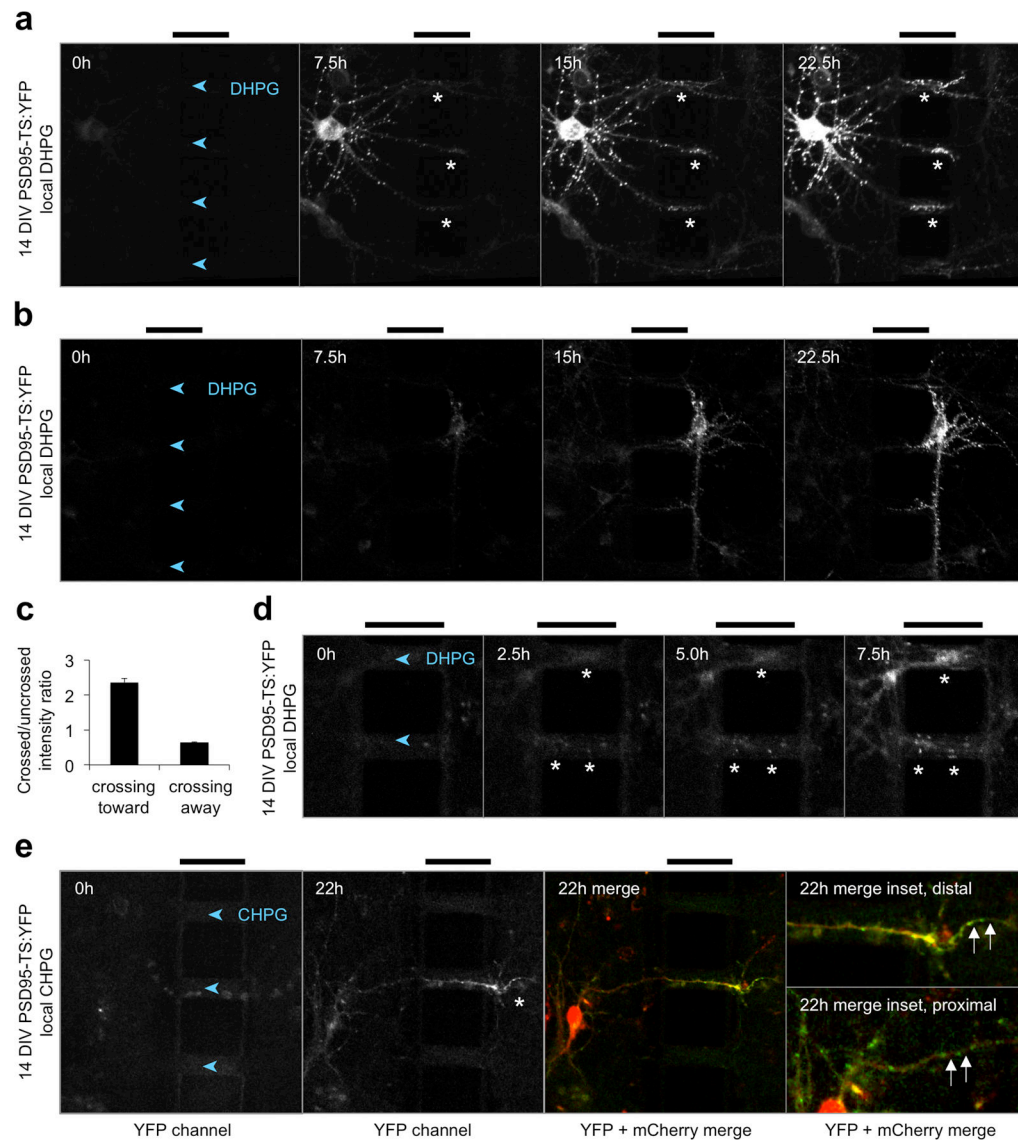 a
14 DIV PSD95-TS:YFP
local DHPG
0h
DHPG
7.5h
*
*
*
15h
*
*
*
22.5h
*
*
*
b
14 DIV PSD95-TS:YFP
local DHPG
0h
DHPG
7.5h
15h
22.5h
c
Crossed/uncrossed
intensity ratio
3
2
1
0
crossing
toward
crossing
away
d
14 DIV PSD95-TS:YFP
local DHPG
0h
DHPG
2.5h
*
* *
5.0h
*
* *
7.5h
*
* *
e
14 DIV PSD95-TS:YFP
local CHPG
0h
CHPG
22h
*
22h merge
22h merge inset, distal
22h merge inset, proximal
YFP channel
YFP channel
YFP + mCherry merge
YFP + mCherry merge